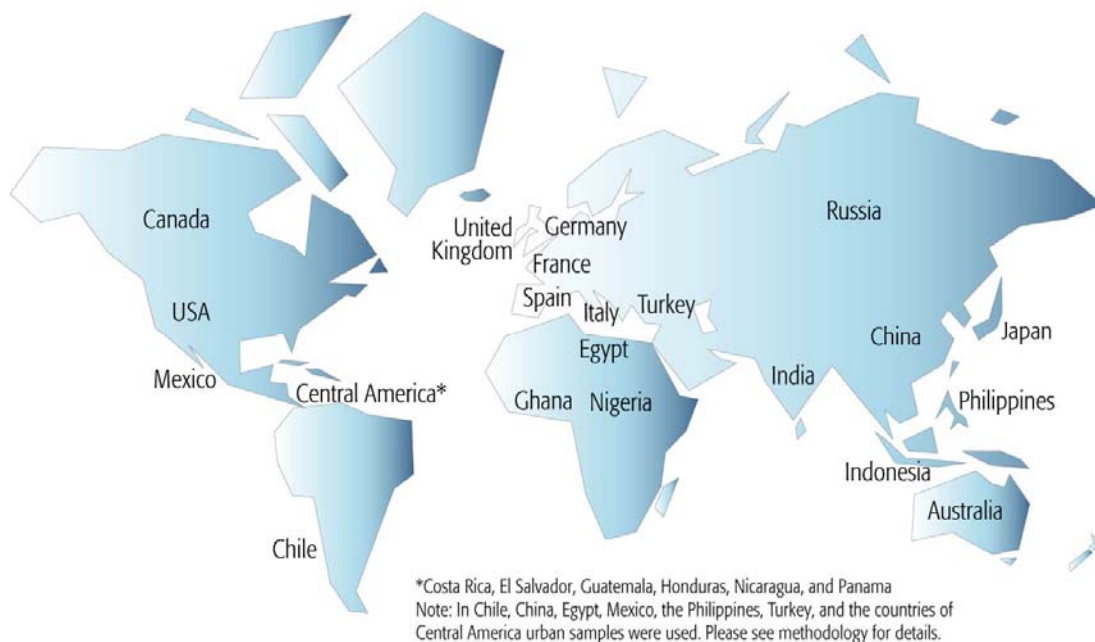 Canada
United
Kingdom
Germany
Russia
France
USA
Spain
Italy
Turkey
China
Japan
Egypt
Mexico
Central America*
Ghana
Nigeria
India
Philippines
Indonesia
Australia
Chile
*Costa Rica, El Salvador, Guatemala, Honduras, Nicaragua, and Panama
Note: In Chile, China, Egypt, Mexico, the Philippines, Turkey, and the countries of
Central America urban samples were used. Please see methodology for details.